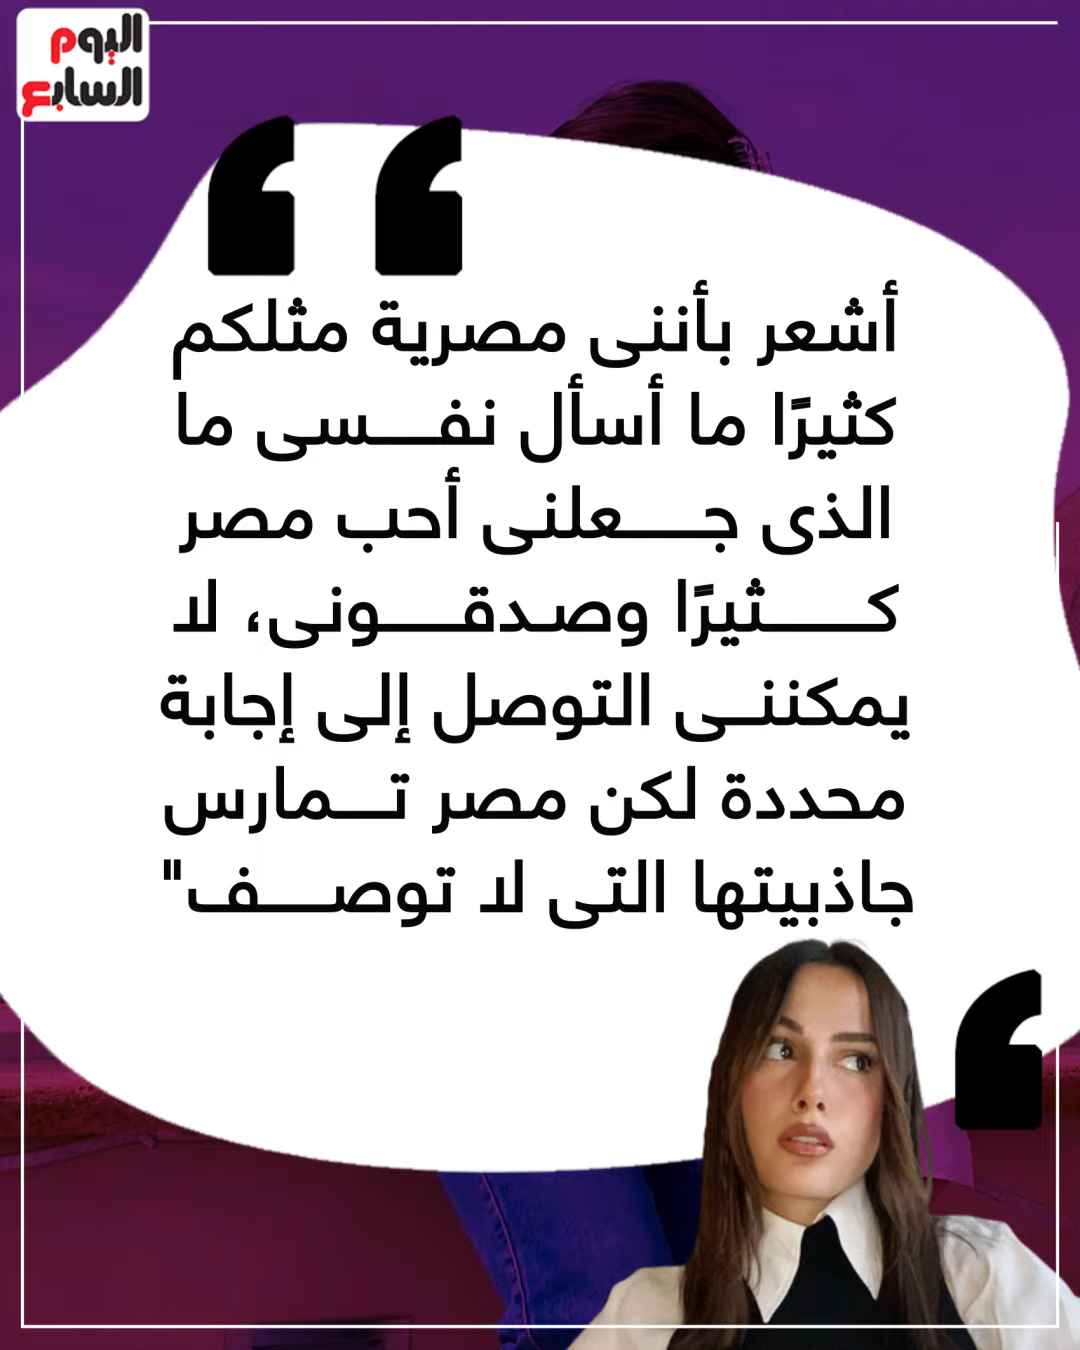 اليوم
السابع
أشعر بأننى مصرية مثلكم
كثيرًا ما أسأل نفـــسى ما
الذى جـــعلنى أحب مصر
كـــثيرًا وصدقـــونى، لا
يمكننــى التوصل إلى إجابة
محددة لكن مصر تـــمارس
جاذبيتها التى لا توصـــف"